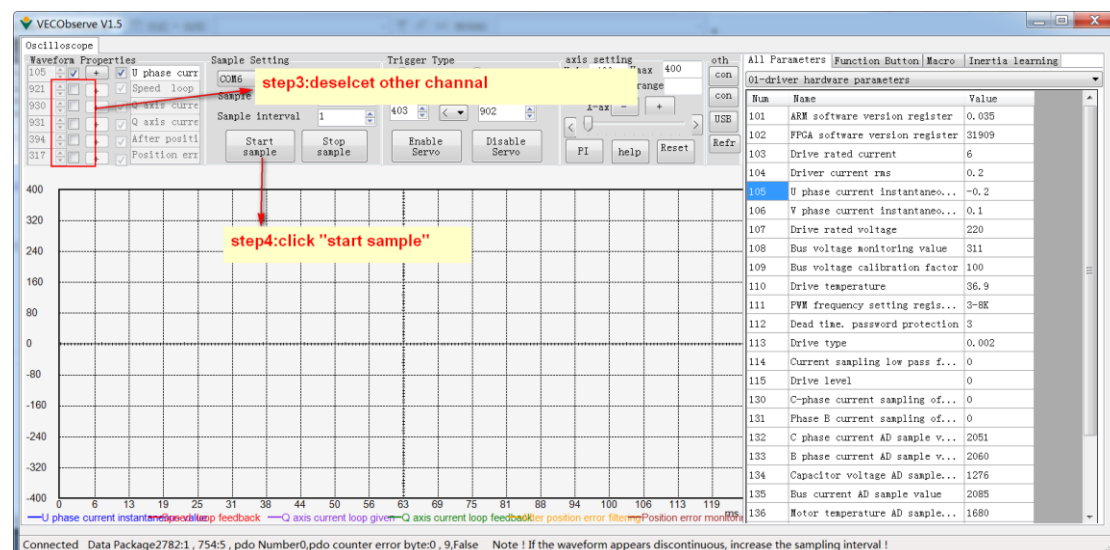 VECObserve V1.5
Oscilloscope
Waveform Properties
105 + U phase curr
921 Speed loop
930 Q axis curre
931 Q axis curre
394 After positi
317 Position err
Sample Setting
COM6
Sample
Sample interval 1
Start sample
Stop sample
step3:deselcet other channal
Trigger Type
403 < 902
Enable Servo
Disable Servo
axis setting
400
range
X-ax - +
< >
PI help Reset
oth
con
con
USB
Refr
step4:click "start sample"
400
320
240
160
80
0
-80
-160
-240
-320
-400
0 6 13 19 25 31 38 44 50 56 63 69 75 81 88 94 100 106 113 119
ms
U phase current instantaneous value
Speed loop feedback
Q axis current loop given
Q axis current loop feedback
After position error filtering
Position error monitori
All Parameters Function Button Macro Inertia learning
01-driver hardware parameters
Num Name Value
101 ARM software version register 0.035
102 FPGA software version register 31909
103 Drive rated current 6
104 Driver current rms 0.2
105 U phase current instantaneo... -0.2
106 V phase current instantaneo... 0.1
107 Drive rated voltage 220
108 Bus voltage monitoring value 311
109 Bus voltage calibration factor 100
110 Drive temperature 36.9
111 PWM frequency setting regis... 3-8K
112 Dead time. password protection 3
113 Drive type 0.002
114 Current sampling low pass f... 0
115 Drive level 0
130 C-phase current sampling of... 0
131 Phase B current sampling of... 0
132 C phase current AD sample v... 2051
133 B phase current AD sample v... 2060
134 Capacitor voltage AD sample... 1276
135 Bus current AD sample value 2085
136 Motor temperature AD sample... 1680
Connected Data Package2782:1 , 754:5 , pdo Number0,pdo counter error byte:0 , 9,False Note ! If the waveform appears discontinuous, increase the sampling interval !